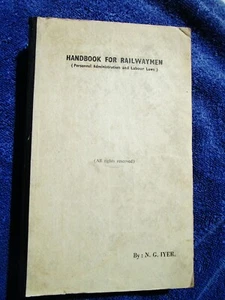 HANDBOOK FOR RAILWAYMEN
( Personnel Administration and Labour Laws )
(All rights reserved)
By : N. G. IYER.